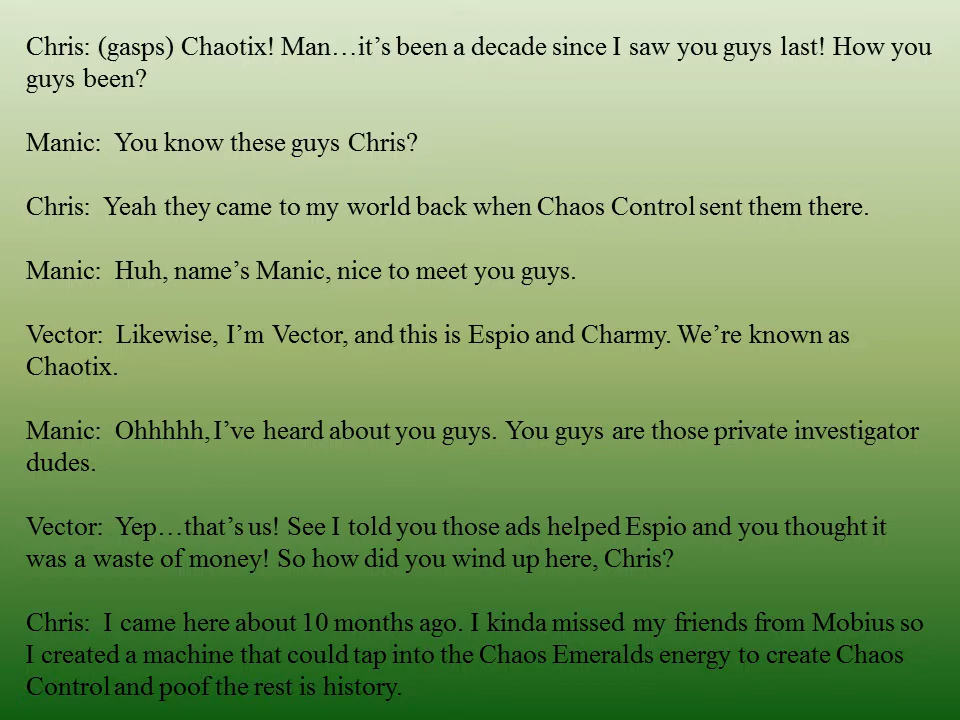 Chris: (gasps) Chaotix! Man…it’s been a decade since I saw you guys last! How you
guys been?
Manic:  You know these guys Chris?
Chris:  Yeah they came to my world back when Chaos Control sent them there.
Manic:  Huh, name’s Manic, nice to meet you guys.
Vector:  Likewise, I’m Vector, and this is Espio and Charmy. We’re known as
Chaotix.
Manic:  Ohhhhh, I’ve heard about you guys. You guys are those private investigator
dudes.
Vector:  Yep…that’s us! See I told you those ads helped Espio and you thought it
was a waste of money! So how did you wind up here, Chris?
Chris:  I came here about 10 months ago. I kinda missed my friends from Mobius so
I created a machine that could tap into the Chaos Emeralds energy to create Chaos
Control and poof the rest is history.